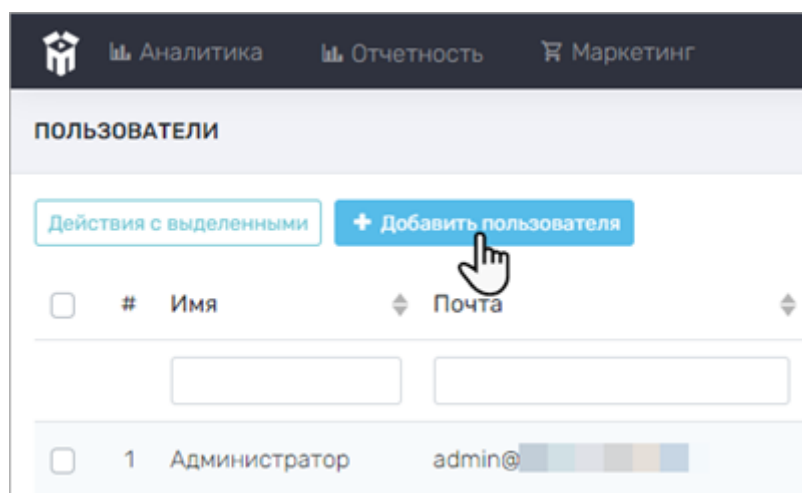 Аналитика Отчетность Маркетинг
ПОЛЬЗОВАТЕЛИ
Действия с выделенными + Добавить пользователя
# Имя Почта
1 Администратор admin@